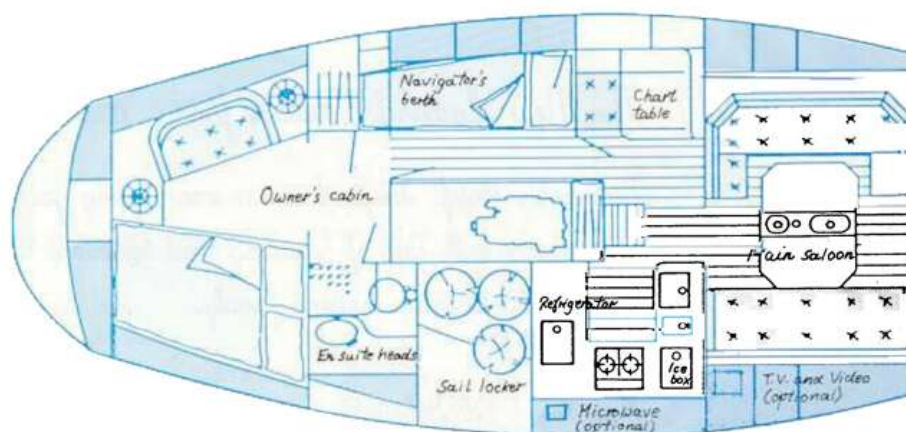 Navigator's
berth
Chart
table
Owner's cabin
Main saloon
Refrigerator
En suite heads
Sail locker
Ice
box
T.V. and Video
(optional)
Microwave
(optional)